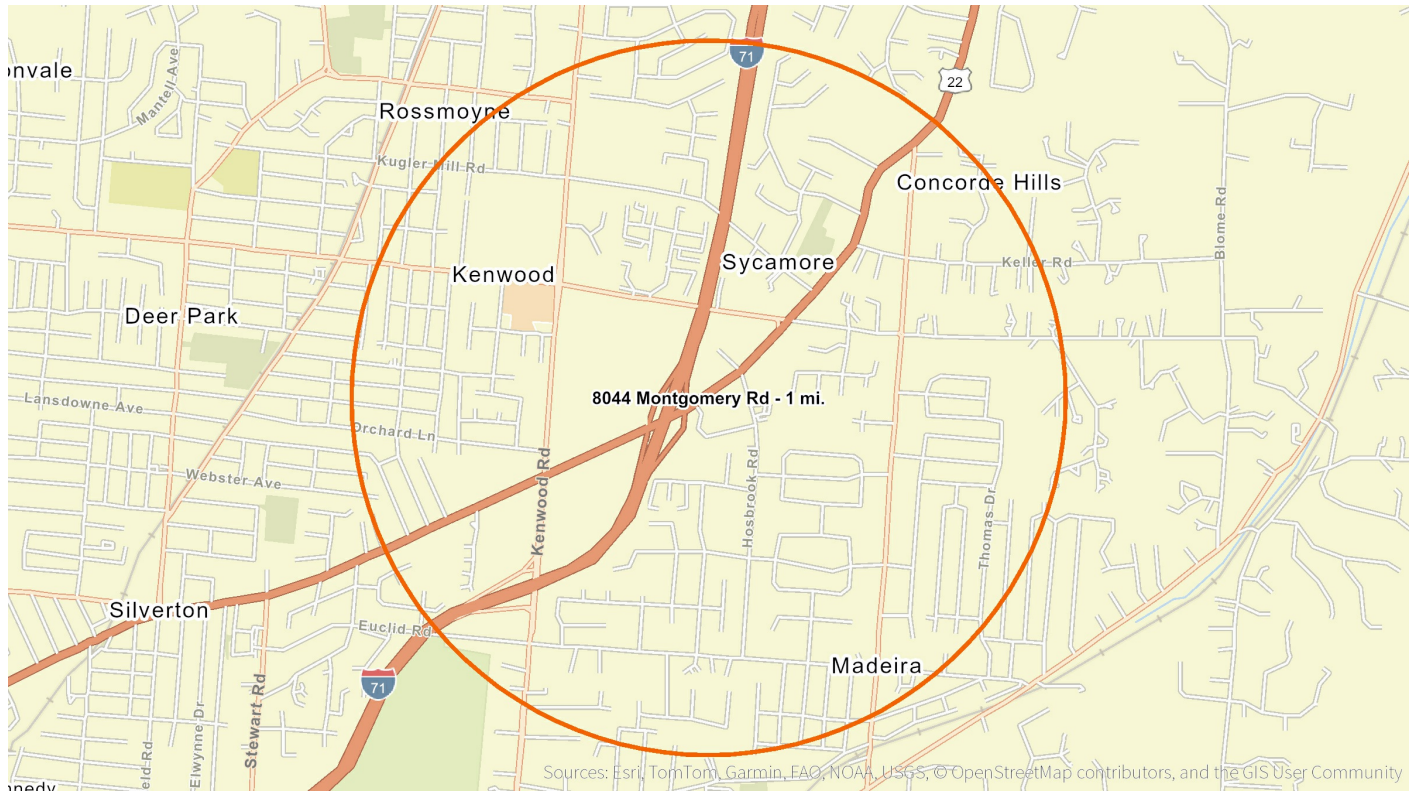 71
22
onvale
Mantell Ave
Rossmoyne
Kugler Mill Rd
Concorde Hills
Blome Rd
Kenwood
Sycamore
Keller Rd
Deer Park
8044 Montgomery Rd - 1 mi.
Lansdowne Ave
Orchard Ln
Webster Ave
Kenwood Rd
Hosbrook Rd
Thomas Dr
Silverton
Euclid Rd
Madeira
71
Stewart Rd
Elwynne Dr
eld Rd
nnedy
Sources: Esri, TomTom, Garmin, FAO, NOAA, USGS, © OpenStreetMap contributors, and the GIS User Community